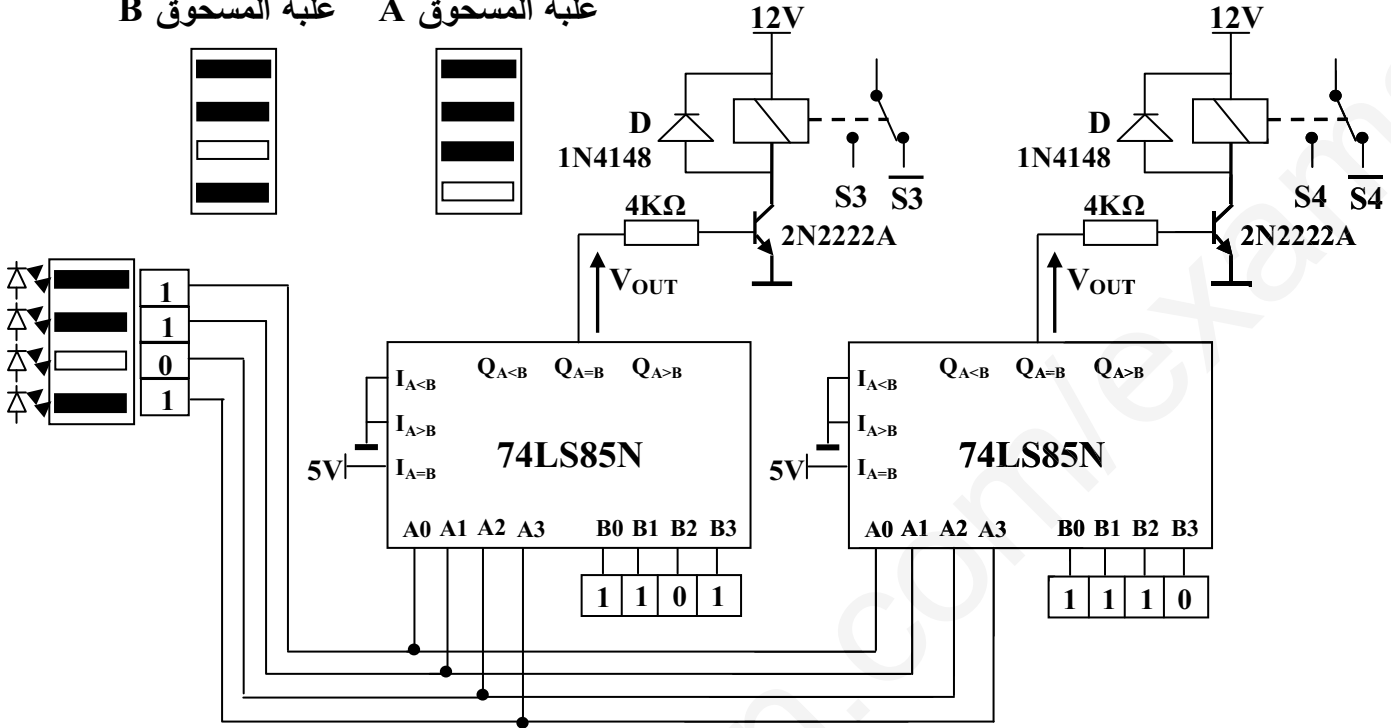 علبة المسحوق A
علبة المسحوق B
12V
12V
D
1N4148
S3
S3
D
1N4148
S4
S4
4KΩ
2N2222A
4KΩ
2N2222A
VOUT
VOUT
1
1
0
1
IA<B
QA<B QA=B QA>B
IA>B
74LS85N
5V
IA=B
A0 A1 A2 A3 B0 B1 B2 B3
1 1 0 1
IA<B
QA<B QA=B QA>B
IA>B
74LS85N
5V
IA=B
A0 A1 A2 A3 B0 B1 B2 B3
1 1 1 0